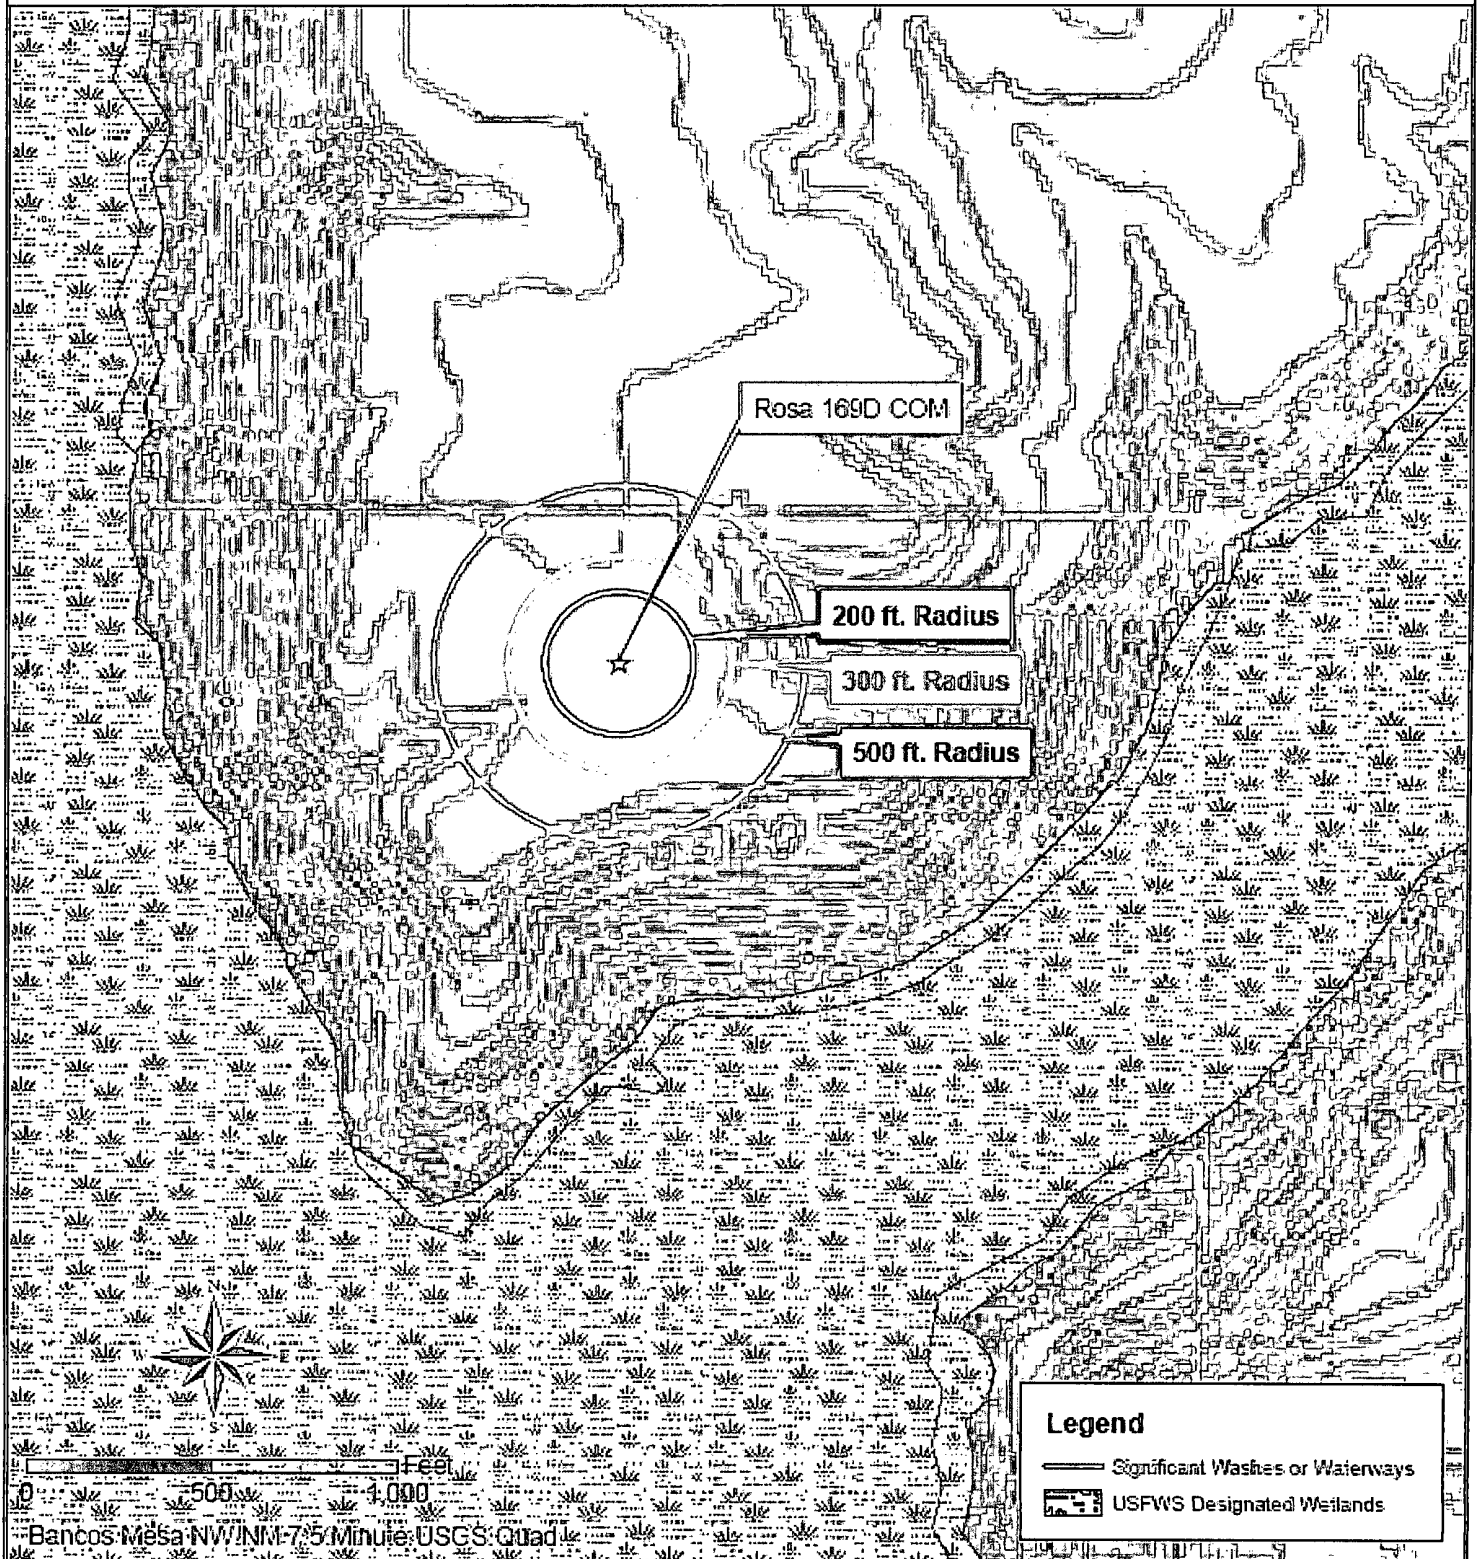 Rosa 169D COM
200 ft. Radius
300 ft. Radius
500 ft. Radius
N
W E
S
Feet
0 500 1,000
Bancos Mesa NW NM 7.5 Minute USGS Quad
Legend
Significant Washes or Waterways
USFWS Designated Wetlands